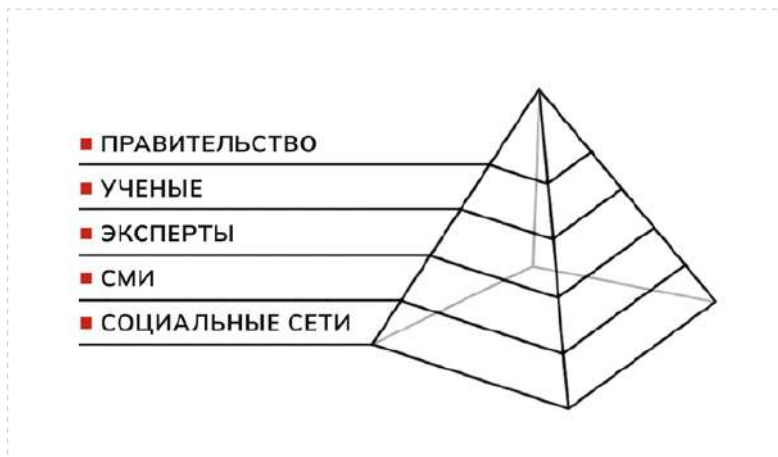 ПРАВИТЕЛЬСТВО
УЧЕНЫЕ
ЭКСПЕРТЫ
СМИ
СОЦИАЛЬНЫЕ СЕТИ